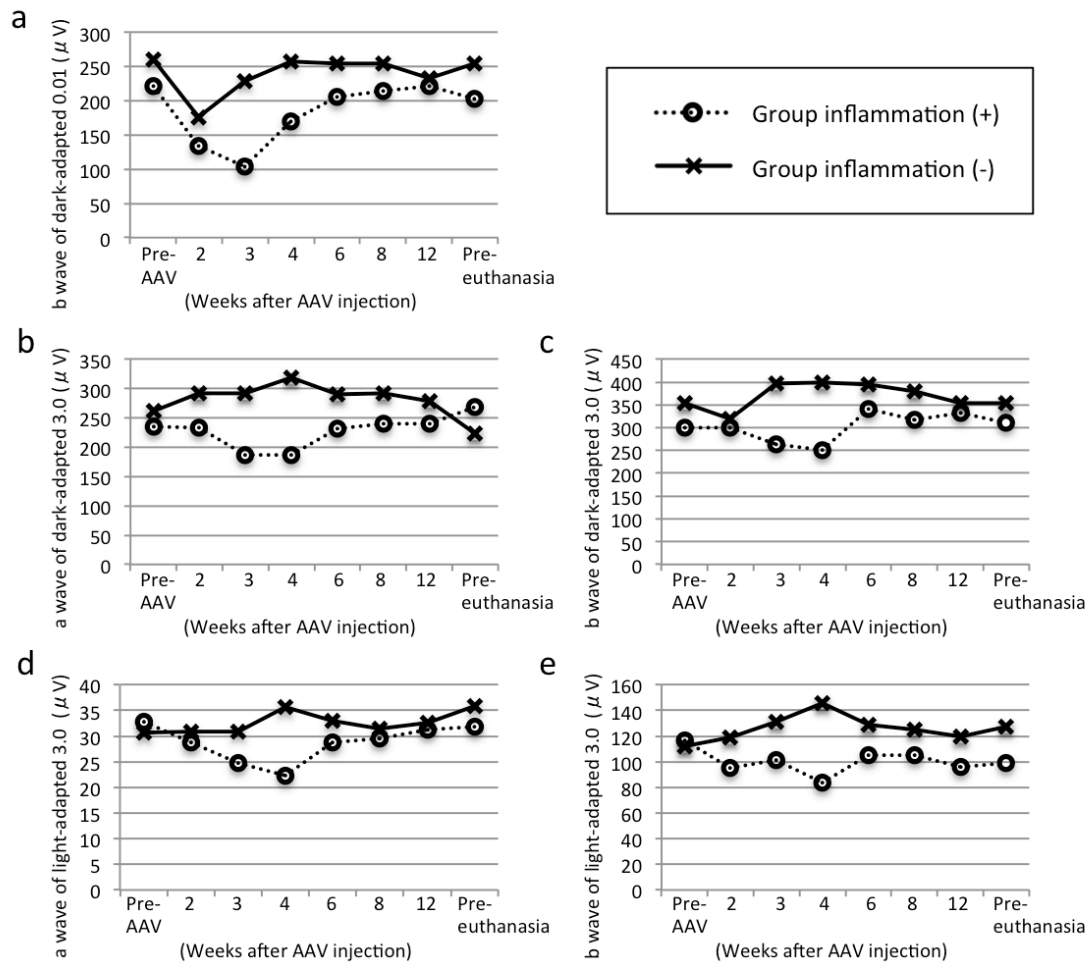 a
b wave of dark-adapted 0.01 ( μ V)
300
250
200
150
100
50
0
Pre-
AAV
2
3
4
6
8
12
Pre-
euthanasia
(Weeks after AAV injection)
Group inflammation (+)
Group inflammation (-)
b
a wave of dark-adapted 3.0 ( μ V)
350
300
250
200
150
100
50
0
Pre-
AAV
2
3
4
6
8
12
Pre-
euthanasia
(Weeks after AAV injection)
c
b wave of dark-adapted 3.0 ( μ V)
450
400
350
300
250
200
150
100
50
0
Pre-
AAV
2
3
4
6
8
12
Pre-
euthanasia
(Weeks after AAV injection)
d
a wave of light-adapted 3.0 ( μ V)
40
35
30
25
20
15
10
5
0
Pre-
AAV
2
3
4
6
8
12
Pre-
euthanasia
(Weeks after AAV injection)
e
b wave of light-adapted 3.0 ( μ V)
160
140
120
100
80
60
40
20
0
Pre-
AAV
2
3
4
6
8
12
Pre-
euthanasia
(Weeks after AAV injection)